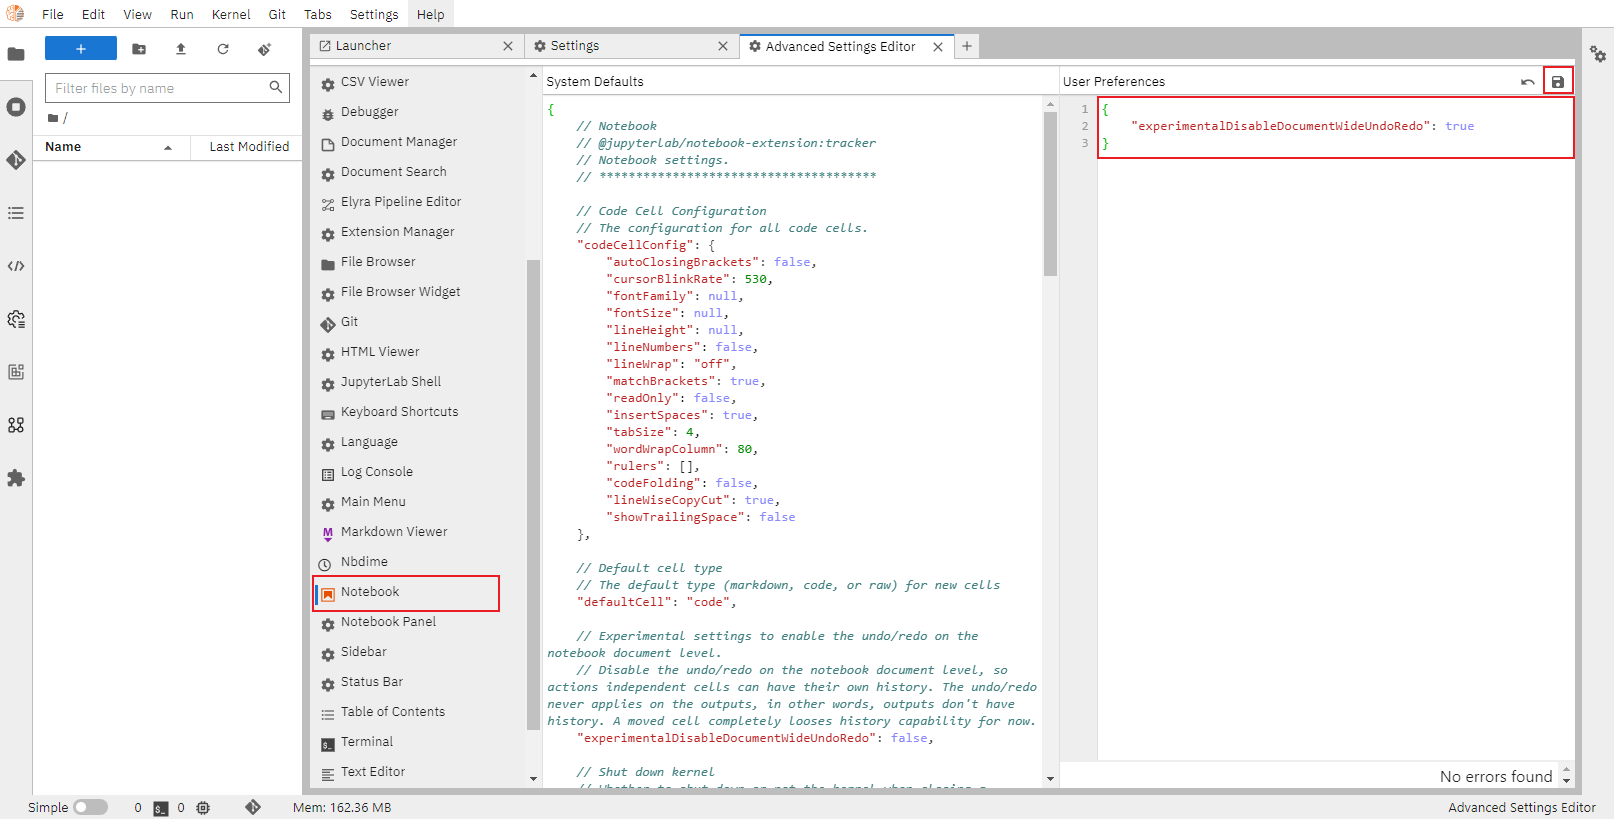 File Edit View Run Kernel Git Tabs Settings Help
Filter files by name
/
Name Last Modified
Launcher
Settings
Advanced Settings Editor
CSV Viewer
Debugger
Document Manager
Document Search
Elyra Pipeline Editor
Extension Manager
File Browser
File Browser Widget
Git
HTML Viewer
JupyterLab Shell
Keyboard Shortcuts
Language
Log Console
Main Menu
Markdown Viewer
Nbdime
Notebook
Notebook Panel
Sidebar
Status Bar
Table of Contents
Terminal
Text Editor
System Defaults
{
// Notebook
// @jupyterlab/notebook-extension:tracker
// Notebook settings.
// **************************************
// Code Cell Configuration
// The configuration for all code cells.
"codeCellConfig": {
"autoClosingBrackets": false,
"cursorBlinkRate": 530,
"fontFamily": null,
"fontSize": null,
"lineHeight": null,
"lineNumbers": false,
"lineWrap": "off",
"matchBrackets": true,
"readOnly": false,
"insertSpaces": true,
"tabSize": 4,
"wordWrapColumn": 80,
"rulers": [],
"codeFolding": false,
"lineWiseCopyCut": true,
"showTrailingSpace": false
},
// Default cell type
// The default type (markdown, code, or raw) for new cells
"defaultCell": "code",
// Experimental settings to enable the undo/redo on the
notebook document level.
// Disable the undo/redo on the notebook document level, so
actions independent cells can have their own history. The undo/redo
never applies on the outputs, in other words, outputs don't have
history. A moved cell completely looses history capability for now.
"experimentalDisableDocumentWideUndoRedo": false,
// Shut down kernel
// Whether to shut down or not the kernel when closing a
User Preferences
1 {
2 "experimentalDisableDocumentWideUndoRedo": true
3 }
No errors found
Simple 0 0 Mem: 162.36 MB Advanced Settings Editor